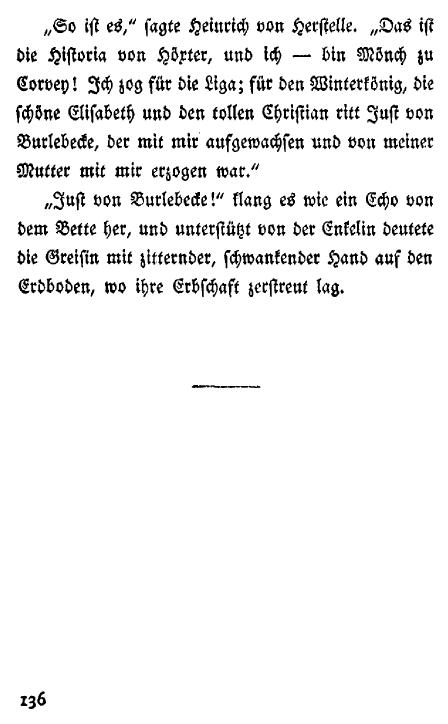 „So ist es,“ sagte Heinrich von Herstelle. „Das ist
die Historia von Höxter, und ich — bin Mönch zu
Corvey! Ich zog für die Liga; für den Winterkönig, die
schöne Elisabeth und den tollen Christian ritt Just von
Burlebecke, der mit mir aufgewachsen und von meiner
Mutter mit mir erzogen war.“
„Just von Burlebecke!“ klang es wie ein Echo von
dem Bette her, und unterstützt von der Enkelin deutete
die Greisin mit zitternder, schwankender Hand auf den
Erdboden, wo ihre Erbschaft zerstreut lag.
136